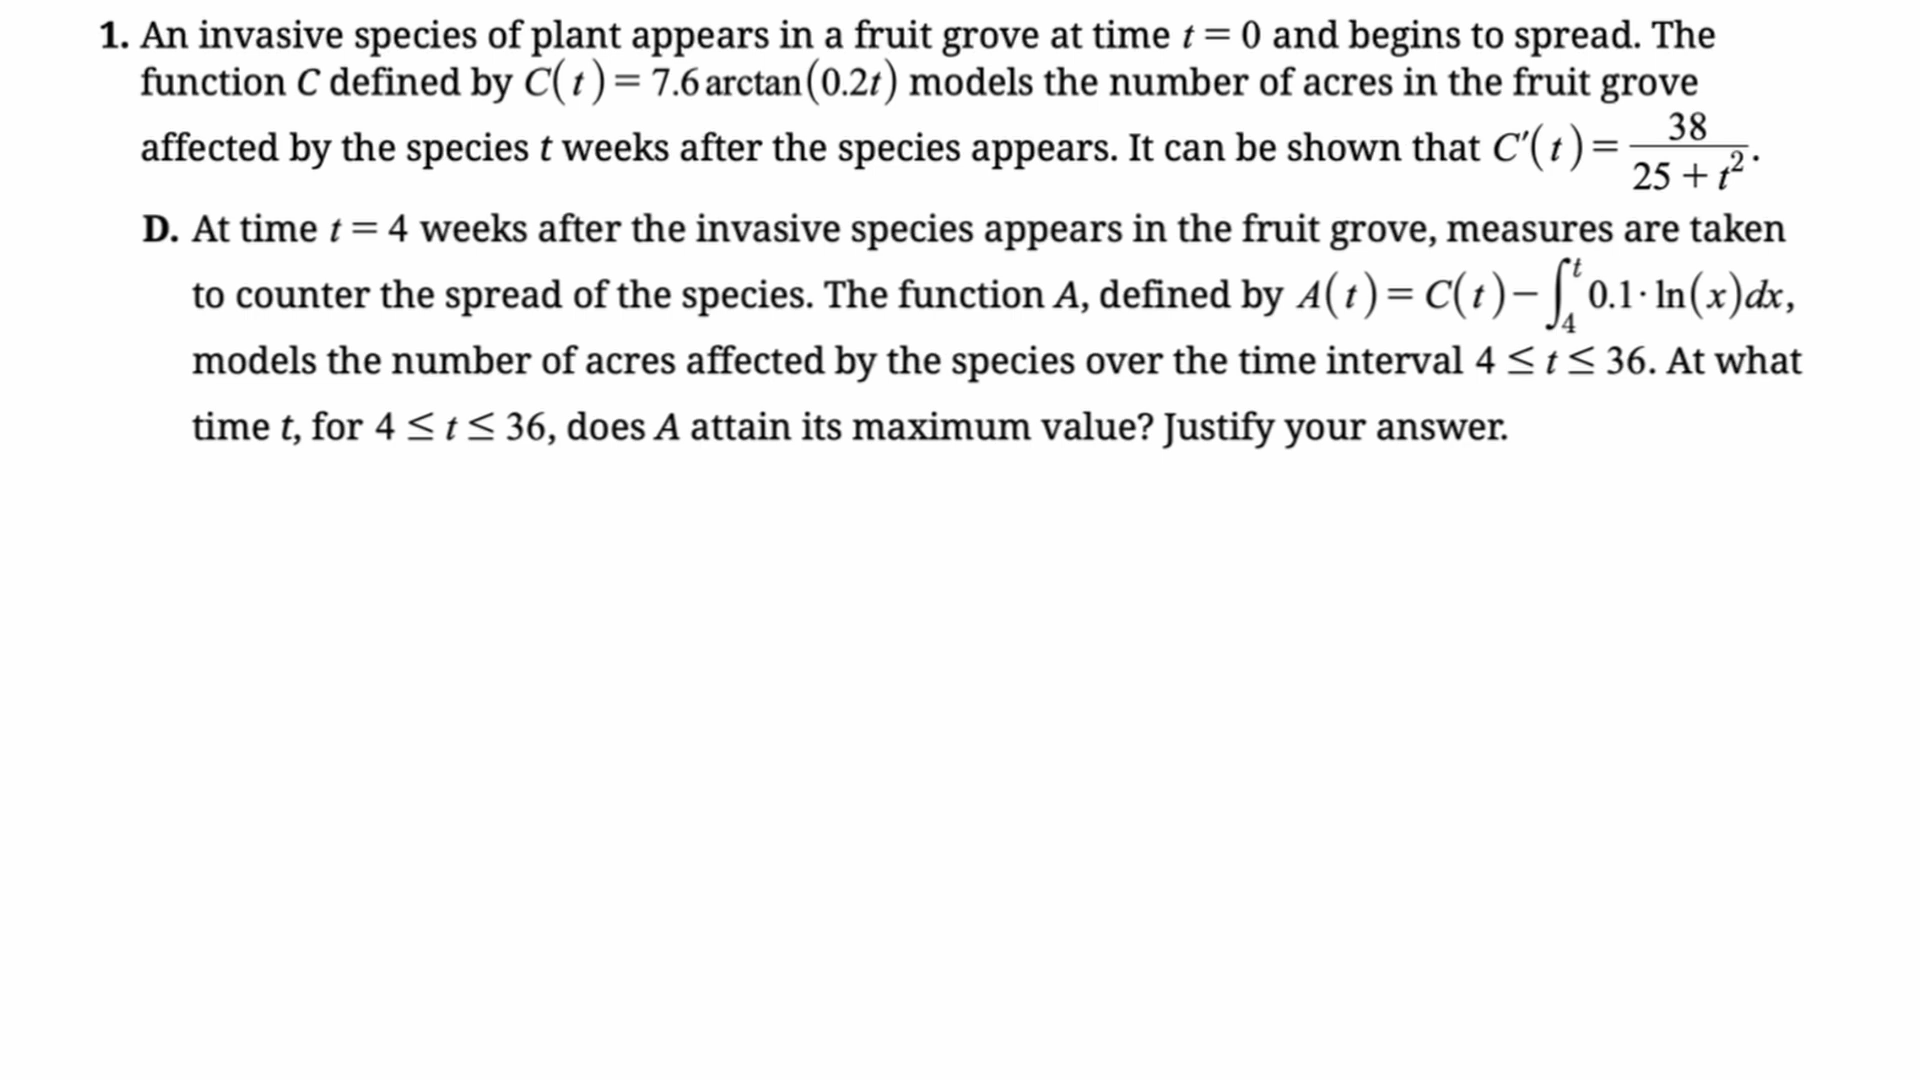 1. An invasive species of plant appears in a fruit grove at time t = 0 and begins to spread. The
function C defined by C(t) = 7.6 arctan(0.2t) models the number of acres in the fruit grove
affected by the species t weeks after the species appears. It can be shown that C′(t) = 38/(25 + t²).
D. At time t = 4 weeks after the invasive species appears in the fruit grove, measures are taken
to counter the spread of the species. The function A, defined by A(t) = C(t) − ∫₄ᵗ 0.1 · ln(x)dx,
models the number of acres affected by the species over the time interval 4 ≤ t ≤ 36. At what
time t, for 4 ≤ t ≤ 36, does A attain its maximum value? Justify your answer.